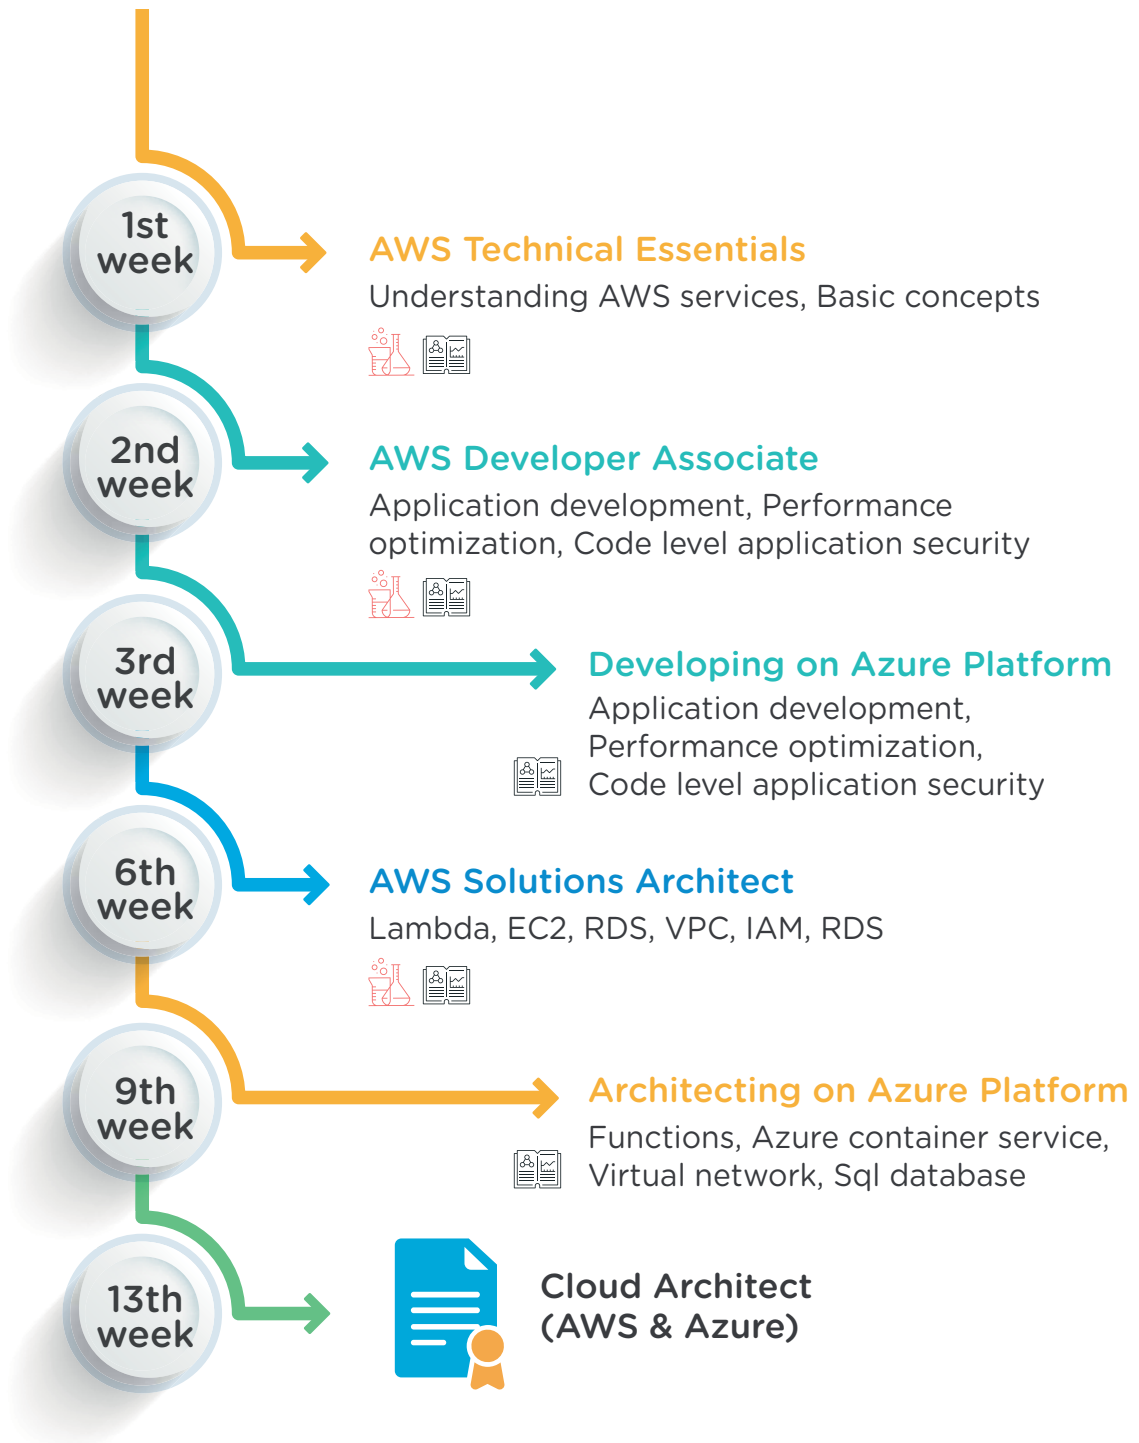 1st
week
AWS Technical Essentials
Understanding AWS services, Basic concepts
2nd
week
AWS Developer Associate
Application development, Performance
optimization, Code level application security
3rd
week
Developing on Azure Platform
Application development,
Performance optimization,
Code level application security
6th
week
AWS Solutions Architect
Lambda, EC2, RDS, VPC, IAM, RDS
9th
week
Architecting on Azure Platform
Functions, Azure container service,
Virtual network, Sql database
13th
week
Cloud Architect
(AWS & Azure)